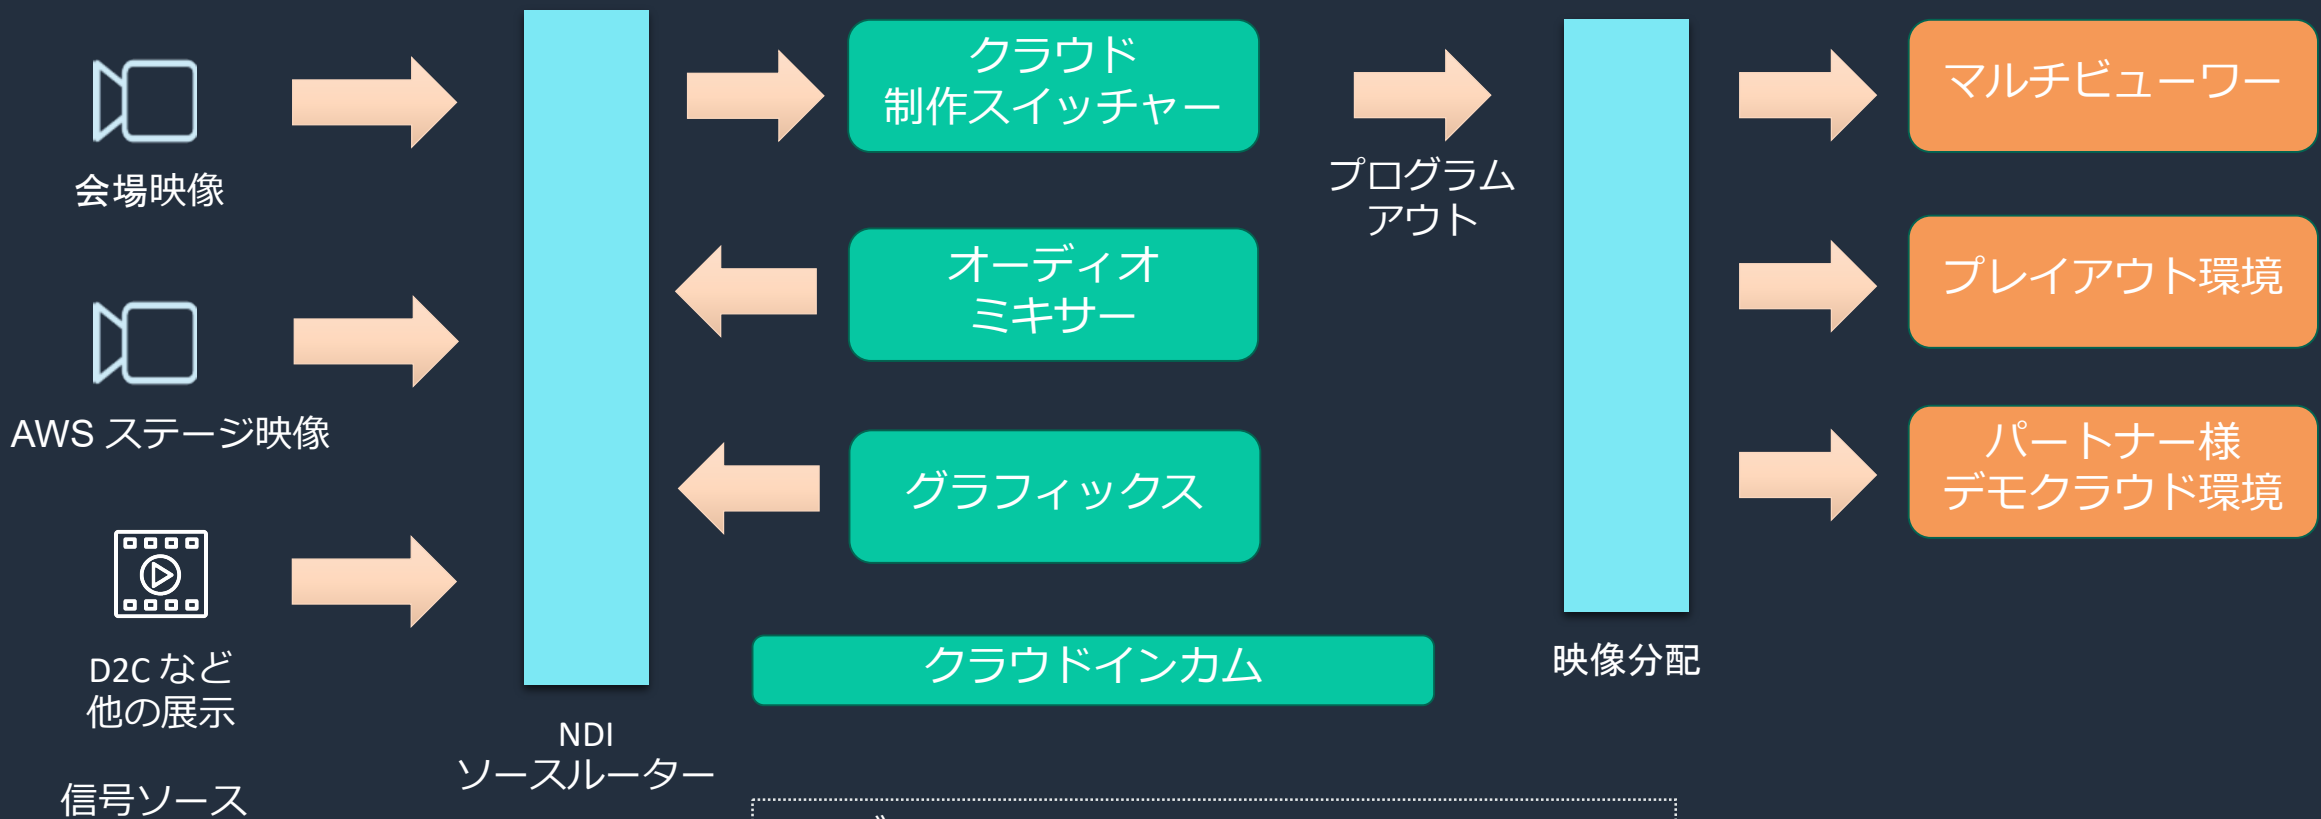 会場映像
AWS ステージ映像
D2C など
他の展示
信号ソース
NDI
ソースルーター
クラウド
制作スイッチャー
オーディオ
ミキサー
グラフィックス
クラウドインカム
プログラム
アウト
映像分配
マルチビューワー
プレイアウト環境
パートナー様
デモクラウド環境